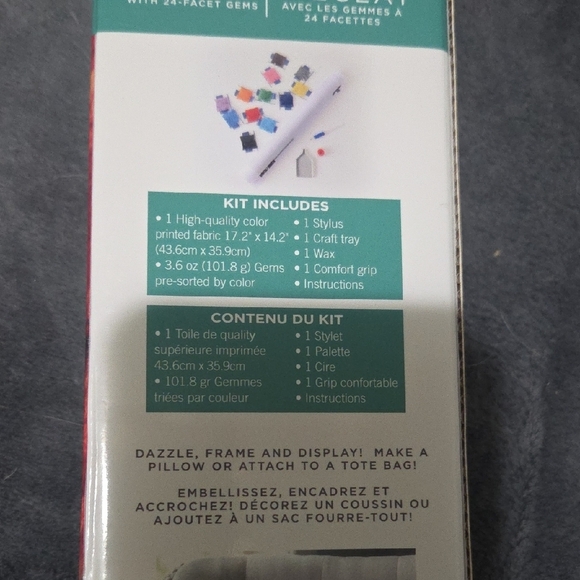 WITH 24-FACET GEMS
AVEC LES GEMMES À
24 FACETTES
KIT INCLUDES
• 1 High-quality color
printed fabric 17.2" x 14.2"
(43.6cm x 35.9cm)
• 3.6 oz (101.8 g) Gems
pre-sorted by color
• 1 Stylus
• 1 Craft tray
• 1 Wax
• 1 Comfort grip
• Instructions
CONTENU DU KIT
• 1 Toile de quality
supérieure imprimée
43.6cm x 35.9cm
• 101.8 gr Gemmes
triées par couleur
• 1 Stylet
• 1 Palette
• 1 Cire
• 1 Grip confortable
• Instructions
DAZZLE, FRAME AND DISPLAY! MAKE A
PILLOW OR ATTACH TO A TOTE BAG!
EMBELLISSEZ, ENCADREZ ET
ACCROCHEZ! DÉCOREZ UN COUSSIN OU
AJOUTEZ À UN SAC FOURRE-TOUT!